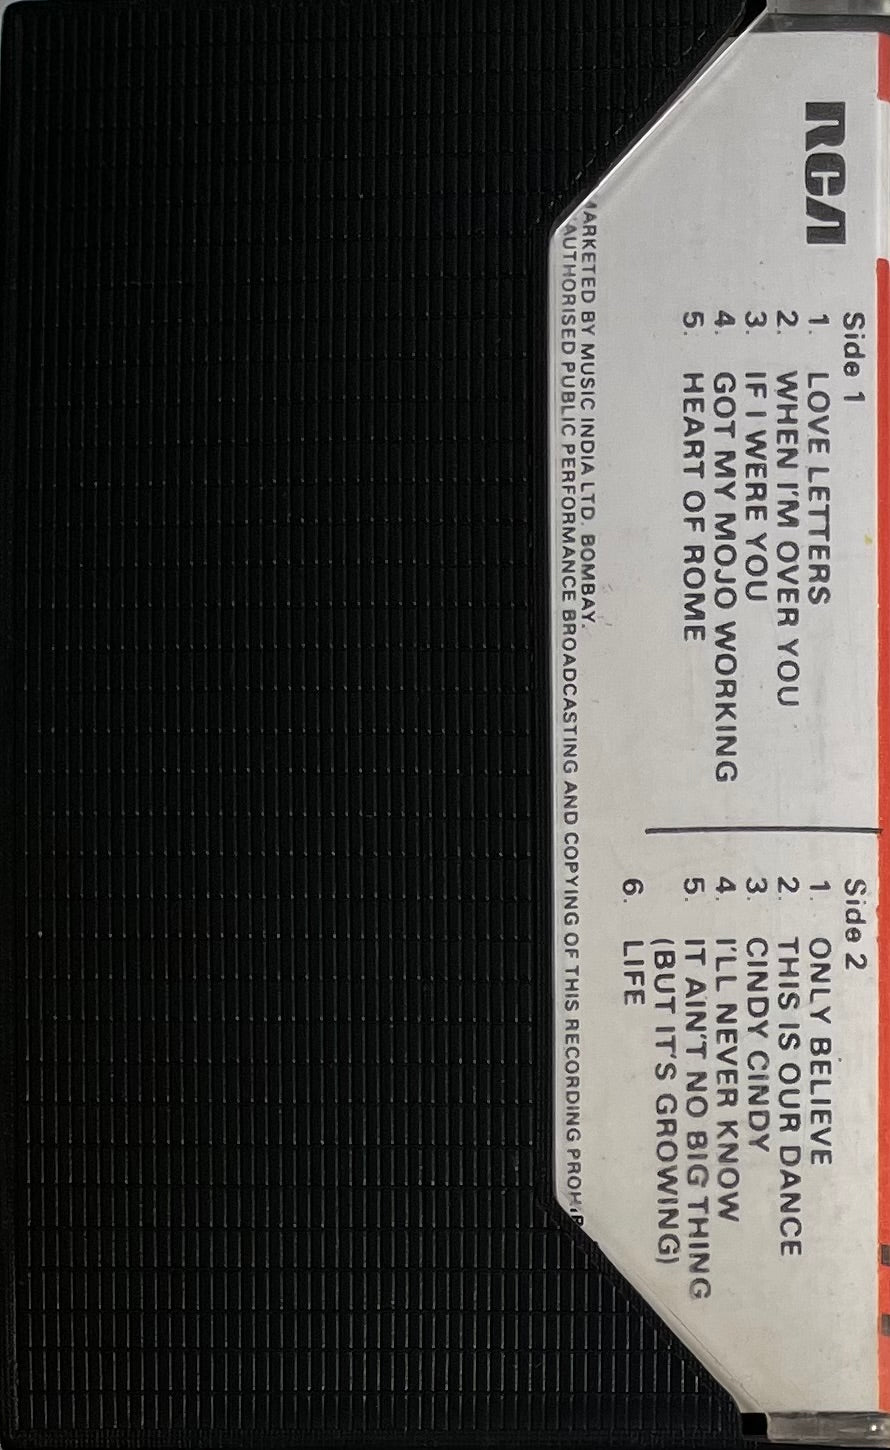 RCA
Side 1
1. LOVE LETTERS
2. WHEN I'M OVER YOU
3. IF I WERE YOU
4. GOT MY MOJO WORKING
5. HEART OF ROME
Side 2
1. ONLY BELIEVE
2. THIS IS OUR DANCE
3. CINDY CINDY
4. I'LL NEVER KNOW
5. IT AIN'T NO BIG THING
(BUT IT'S GROWING)
6. LIFE
MARKETED BY MUSIC INDIA LTD. BOMBAY.
AUTHORISED PUBLIC PERFORMANCE BROADCASTING AND COPYING OF THIS RECORDING